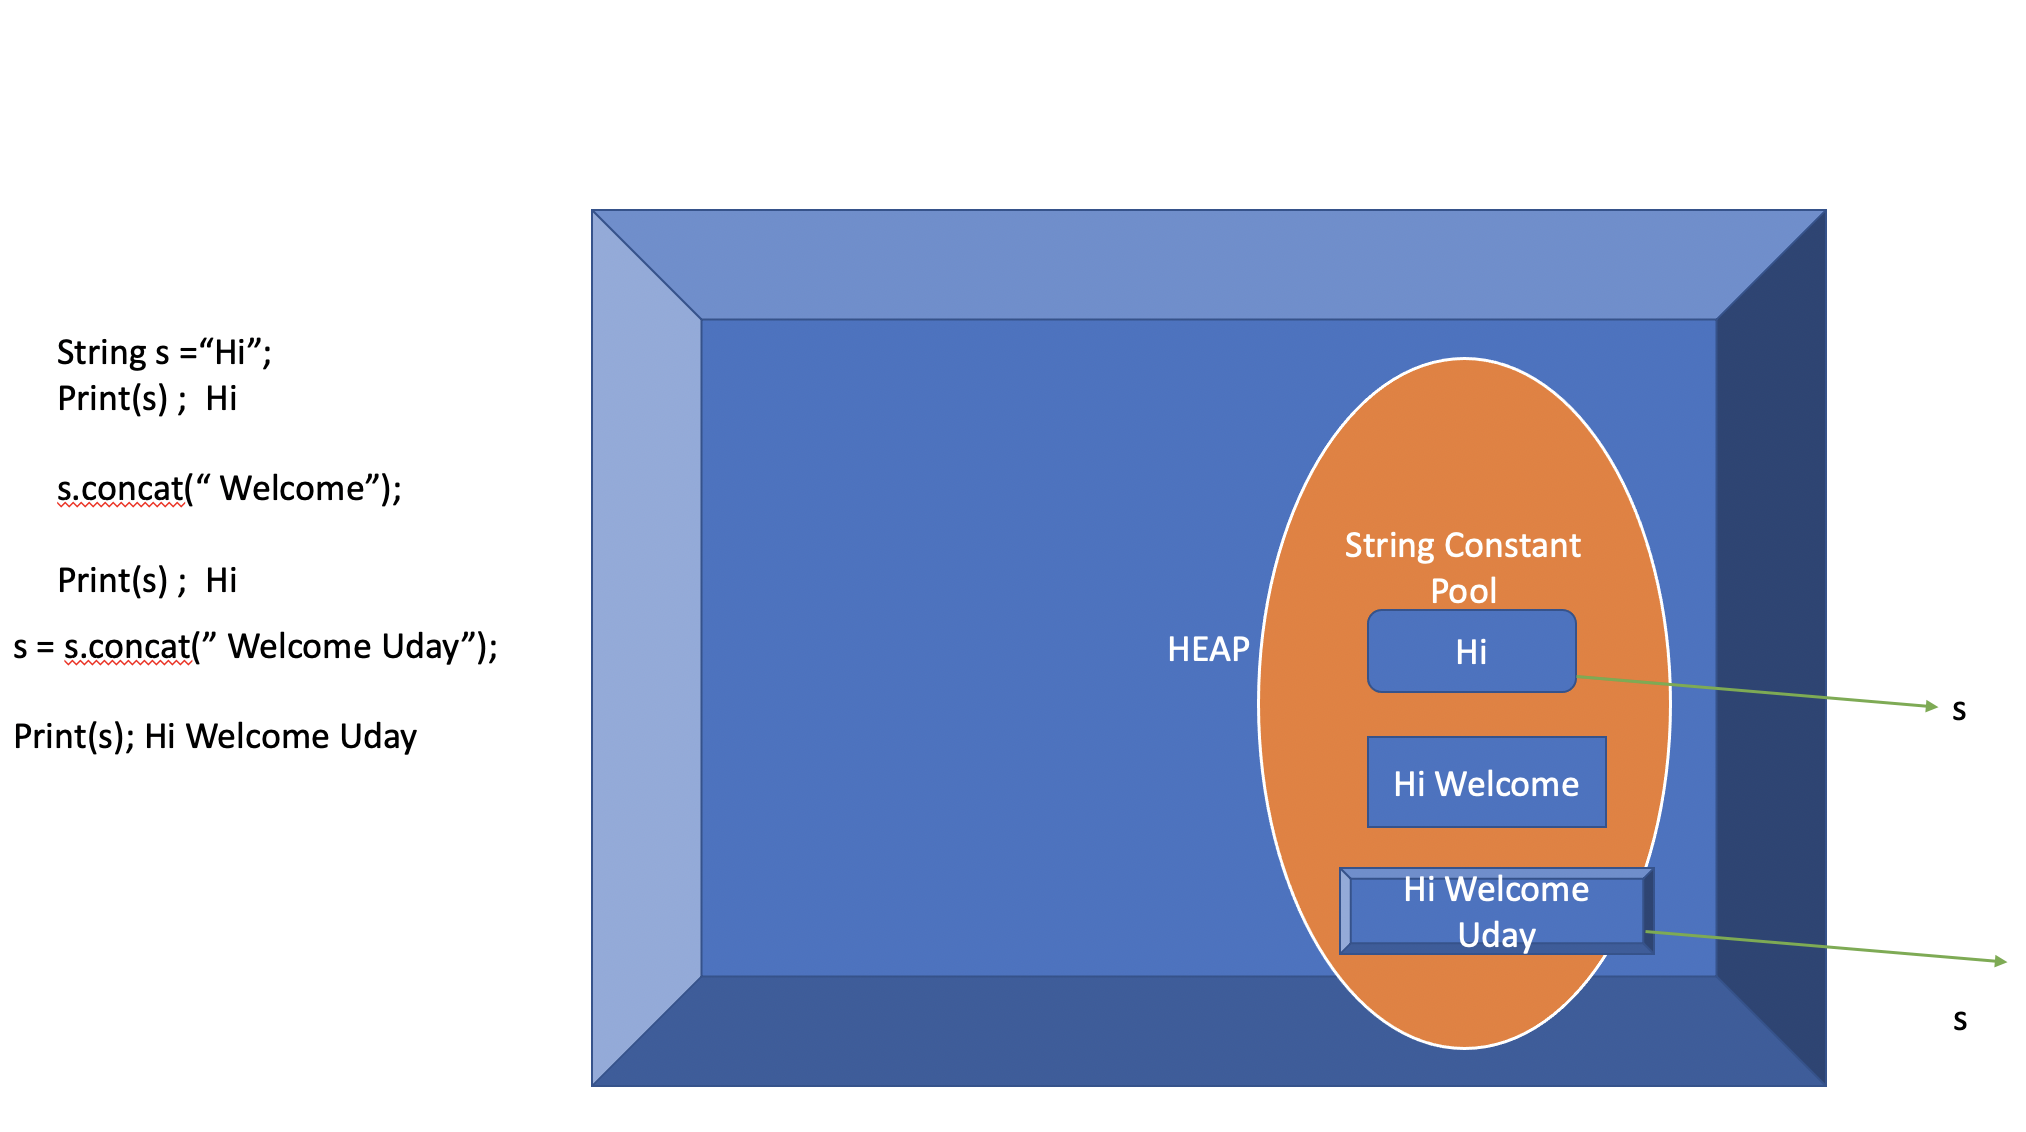 String s =“Hi”;
Print(s) ;  Hi
s.concat(“ Welcome”);
Print(s) ;  Hi
s = s.concat(” Welcome Uday”);
Print(s); Hi Welcome Uday
HEAP
String Constant
Pool
Hi
Hi Welcome
Hi Welcome
Uday
s
s